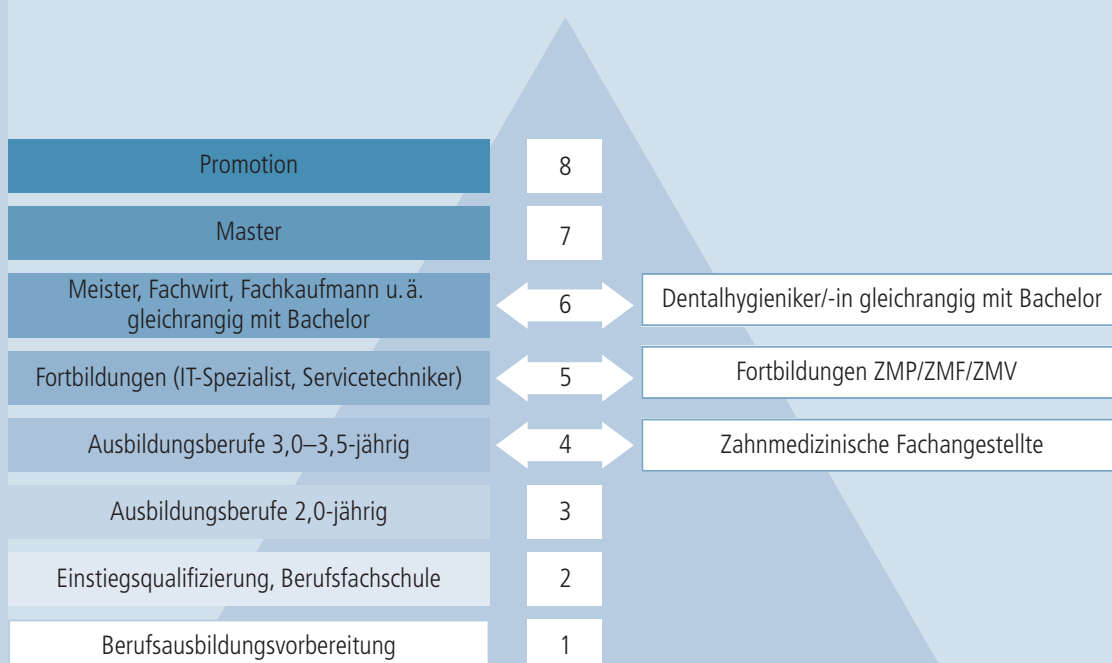 Promotion 8
Master 7
Meister, Fachwirt, Fachkaufmann u. ä.
gleichrangig mit Bachelor 6 Dentalhygieniker/-in gleichrangig mit Bachelor
Fortbildungen (IT-Spezialist, Servicetechniker) 5 Fortbildungen ZMP/ZMF/ZMV
Ausbildungsberufe 3,0–3,5-jährig 4 Zahnmedizinische Fachangestellte
Ausbildungsberufe 2,0-jährig 3
Einstiegsqualifizierung, Berufsfachschule 2
Berufsausbildungsvorbereitung 1